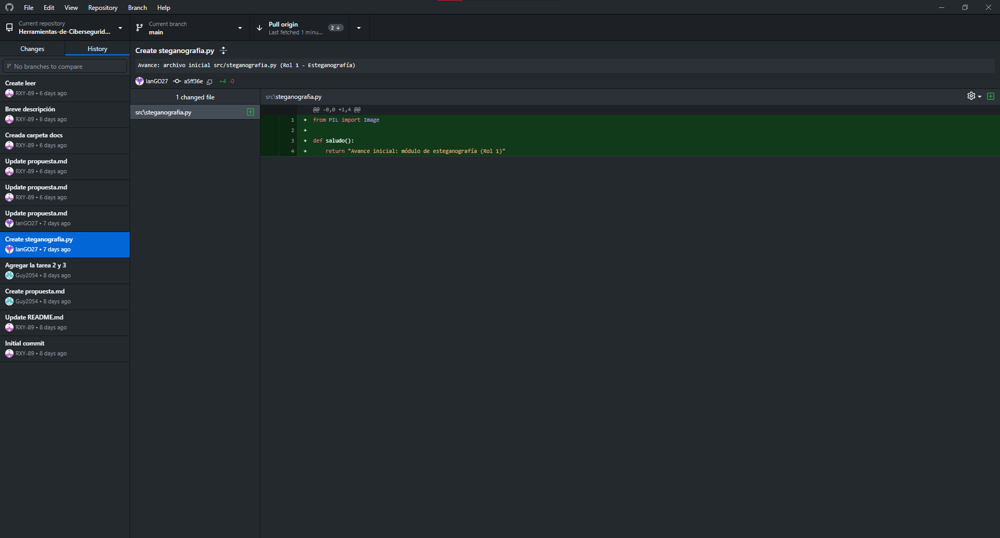 File Edit View Repository Branch Help
Current repository
Herramientas-de-Cibersegurid...
Current branch
main
Pull origin
Last fetched 1 minu...
2
Changes History
No branches to compare
Create leer
RXY-89 • 6 days ago
Breve descripción
RXY-89 • 6 days ago
Creada carpeta docs
RXY-89 • 6 days ago
Update propuesta.md
RXY-89 • 6 days ago
Update propuesta.md
RXY-89 • 6 days ago
Update propuesta.md
IanGO27 • 7 days ago
Create steganografia.py
IanGO27 • 7 days ago
Agregar la tarea 2 y 3
Guy2054 • 8 days ago
Create propuesta.md
Guy2054 • 8 days ago
Update README.md
RXY-89 • 8 days ago
Initial commit
RXY-89 • 8 days ago
Create steganografia.py
Avance: archivo inicial src/steganografia.py (Rol 1 - Esteganografía)
IanGO27 a5ff36e +4 -0
1 changed file
src\steganografia.py
src\steganografia.py
@@ -0,0 +1,4 @@
1 + from PIL import Image
2 +
3 + def saludo():
4 + return "Avance inicial: módulo de esteganografía (Rol 1)"